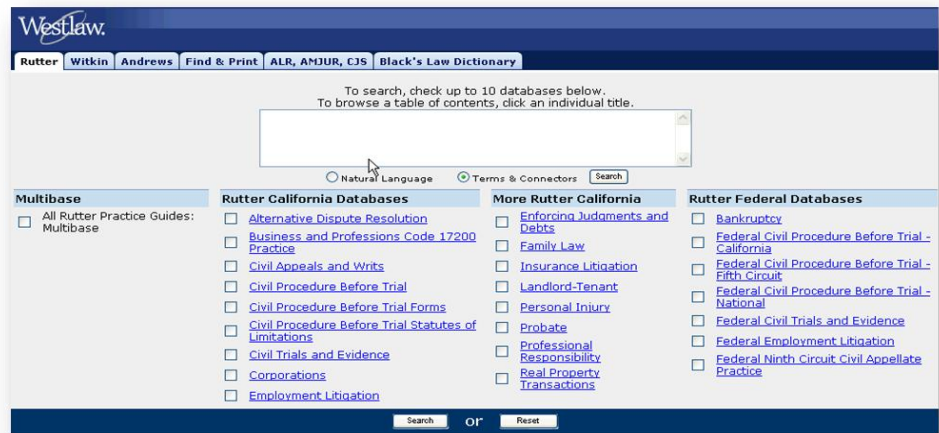 Westlaw.
Rutter Witkin Andrews Find & Print ALR, AMJUR, CJS Black's Law Dictionary
To search, check up to 10 databases below.
To browse a table of contents, click an individual title.
Natural Language Terms & Connectors Search
Multibase
All Rutter Practice Guides:
Multibase
Rutter California Databases
Alternative Dispute Resolution
Business and Professions Code 17200
Practice
Civil Appeals and Writs
Civil Procedure Before Trial
Civil Procedure Before Trial Forms
Civil Procedure Before Trial Statutes of
Limitations
Civil Trials and Evidence
Corporations
Employment Litigation
More Rutter California
Enforcing Judgments and
Debts
Family Law
Insurance Litigation
Landlord-Tenant
Personal Injury
Probate
Professional
Responsibility
Real Property
Transactions
Rutter Federal Databases
Bankruptcy
Federal Civil Procedure Before Trial -
California
Federal Civil Procedure Before Trial -
Fifth Circuit
Federal Civil Procedure Before Trial -
National
Federal Civil Trials and Evidence
Federal Employment Litigation
Federal Ninth Circuit Civil Appellate
Practice
Search or Reset